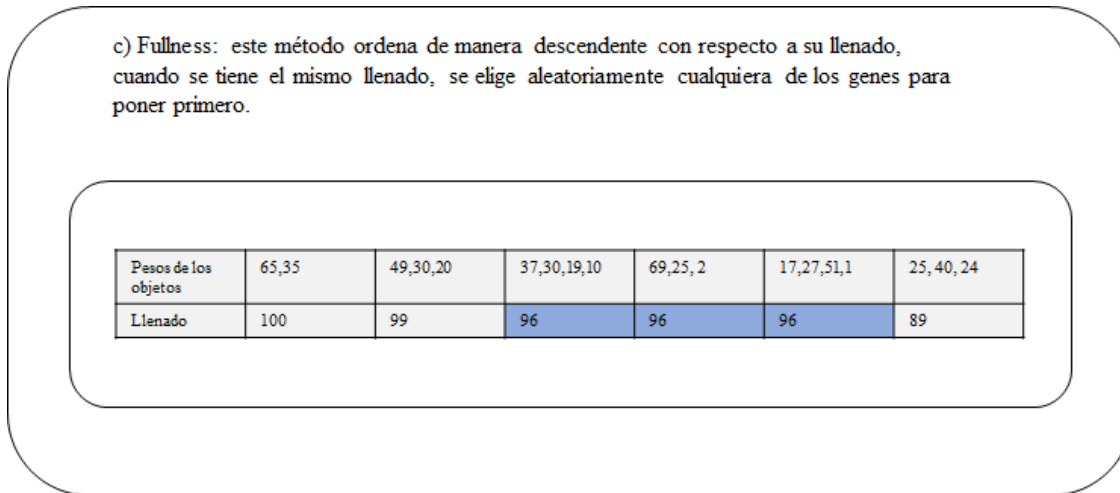 c) Fullness: este método ordena de manera descendente con respecto a su llenado,
cuando se tiene el mismo llenado, se elige aleatoriamente cualquiera de los genes para
poner primero.
Pesos de los objetos 65,35 49,30,20 37,30,19,10 69,25, 2 17,27,51,1 25, 40, 24
Llenado 100 99 96 96 96 89